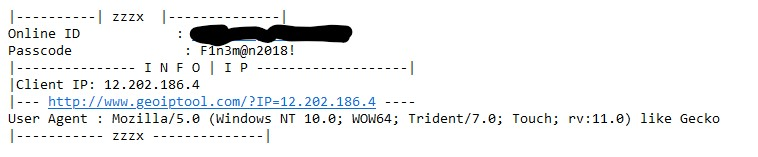 |----------| zzzx |-------------|
Online ID :
Passcode : F1n3m@n2018!
|-------------- I N F O | I P -------------------|
|Client IP: 12.202.186.4
|--- http://www.geoiptool.com/?IP=12.202.186.4 ----
User Agent : Mozilla/5.0 (Windows NT 10.0; WOW64; Trident/7.0; Touch; rv:11.0) like Gecko
|----------- zzzx --------------|